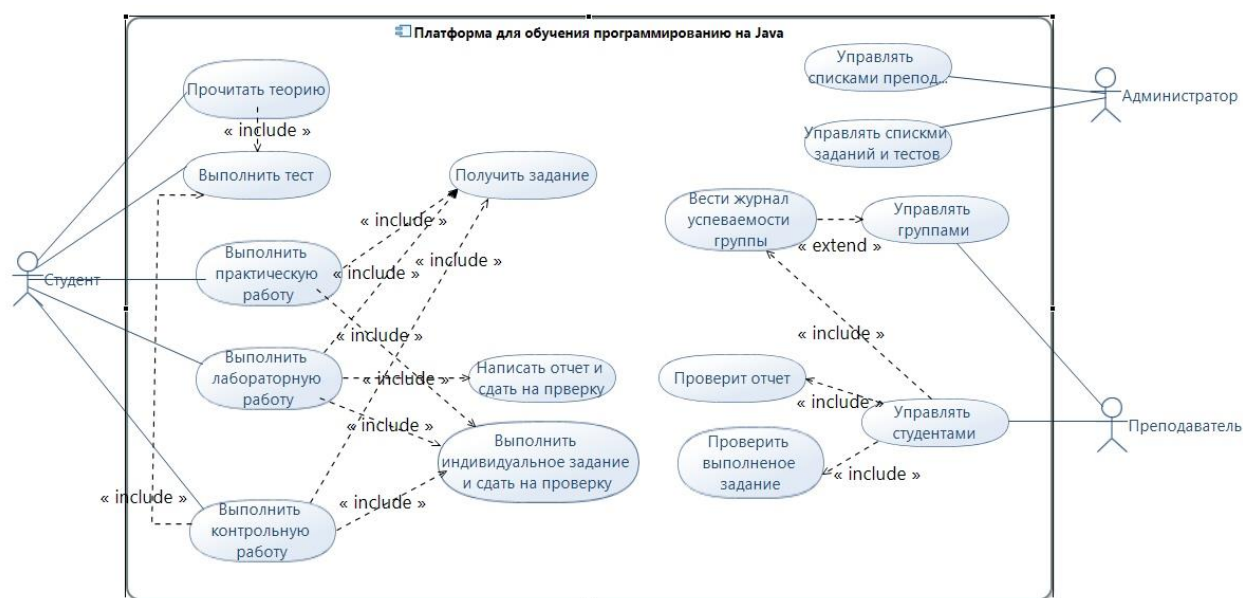 Платформа для обучения программированию на Java
Прочитать теорию
« include »
Выполнить тест
Получить задание
« include »
« include »
« include »
Выполнить
практическую
работу
Студент
« include »
Выполнить
лабораторную
работу
« include »
Написать отчет и
сдать на прверку
« include »
Выполнить
индивидуальное задание
и сдать на проверку
« include »
« include »
Выполнить
контрольную
работу
Управлять
списками препод...
Администратор
Управлять спискми
заданий и тестов
Вести журнал
успеваемости
группы
« extend »
Управлять
группами
« include »
Проверит отчет
« include »
Управлять
студентами
Преподаватель
Проверить
выполненое
задание
« include »